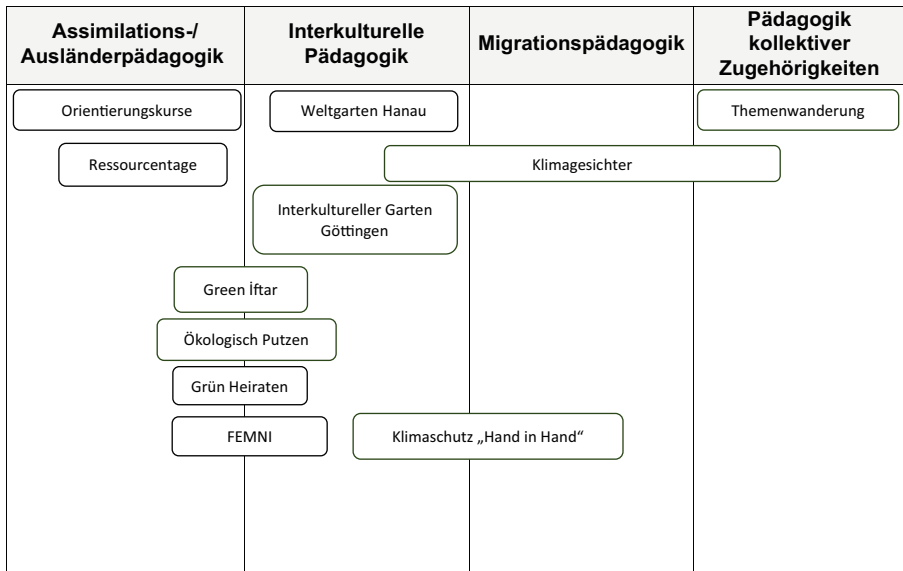 Assimilations-/
Ausländerpädagogik
Interkulturelle
Pädagogik
Migrationspädagogik
Pädagogik
kollektiver
Zugehörigkeiten
Orientierungskurse
Weltgarten Hanau
Themenwanderung
Ressourcentage
Klimagesichter
Interkultureller Garten
Göttingen
Green İftar
Ökologisch Putzen
Grün Heiraten
FEMNI
Klimaschutz „Hand in Hand“